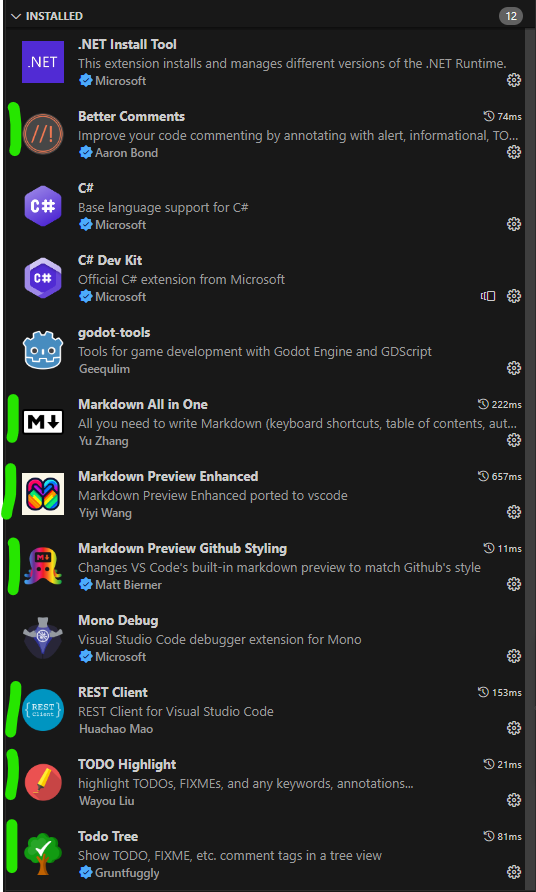 INSTALLED
12
.NET
.NET Install Tool
This extension installs and manages different versions of the .NET Runtime.
Microsoft
//!
Better Comments
74ms
Improve your code commenting by annotating with alert, informational, TO...
Aaron Bond
C#
C#
Base language support for C#
Microsoft
C#
C# Dev Kit
Official C# extension from Microsoft
Microsoft
godot-tools
Tools for game development with Godot Engine and GDScript
Geequlim
M
Markdown All in One
222ms
All you need to write Markdown (keyboard shortcuts, table of contents, aut...
Yu Zhang
Markdown Preview Enhanced
657ms
Markdown Preview Enhanced ported to vscode
Yiyi Wang
M
Markdown Preview Github Styling
11ms
Changes VS Code's built-in markdown preview to match Github's style
Matt Bierner
Mono Debug
Visual Studio Code debugger extension for Mono
Microsoft
{REST}
Client
REST Client
153ms
REST Client for Visual Studio Code
Huachao Mao
TODO Highlight
21ms
highlight TODOs, FIXMEs, and any keywords, annotations...
Wayou Liu
Todo Tree
81ms
Show TODO, FIXME, etc. comment tags in a tree view
Gruntfuggly